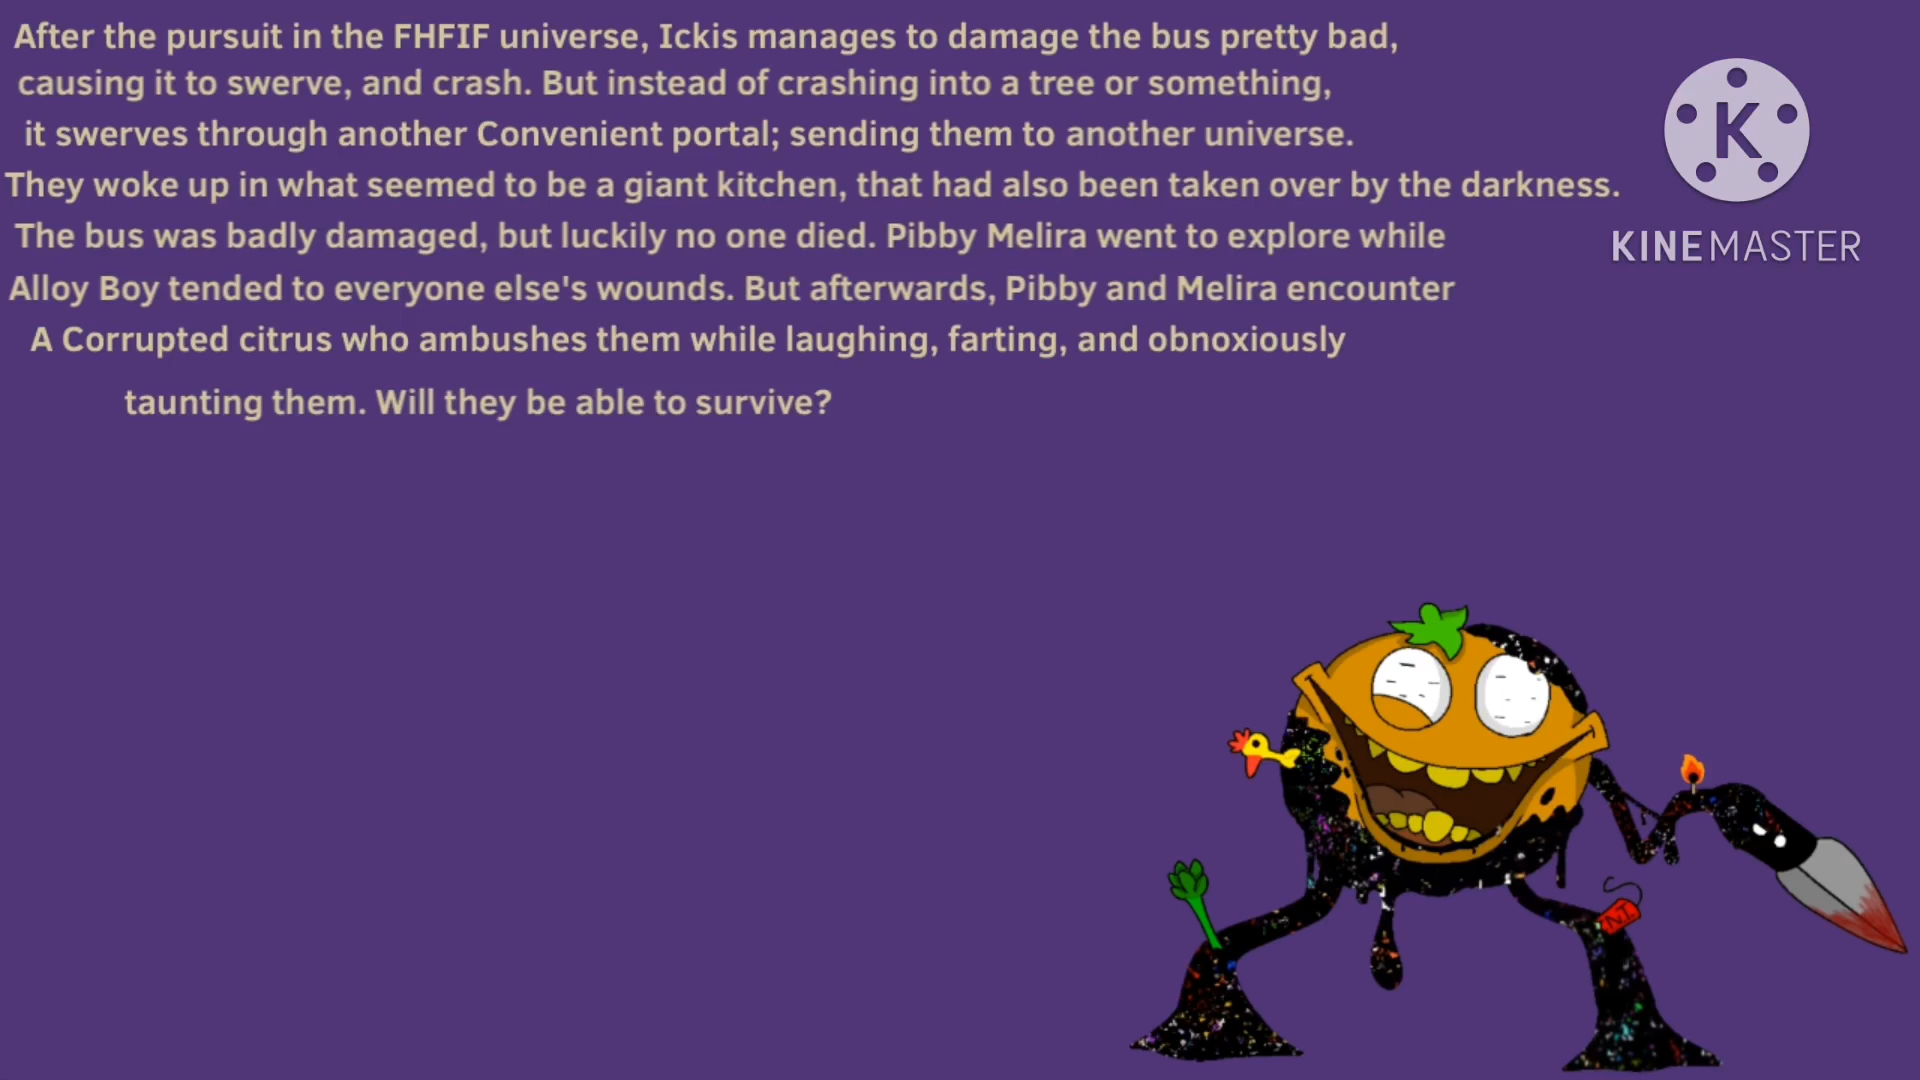 After the pursuit in the FHFIF universe, Ickis manages to damage the bus pretty bad,
causing it to swerve, and crash. But instead of crashing into a tree or something,
it swerves through another Convenient portal; sending them to another universe.
They woke up in what seemed to be a giant kitchen, that had also been taken over by the darkness.
The bus was badly damaged, but luckily no one died. Pibby Melira went to explore while
Alloy Boy tended to everyone else's wounds. But afterwards, Pibby and Melira encounter
A Corrupted citrus who ambushes them while laughing, farting, and obnoxiously
taunting them. Will they be able to survive?
K
KINEMASTER